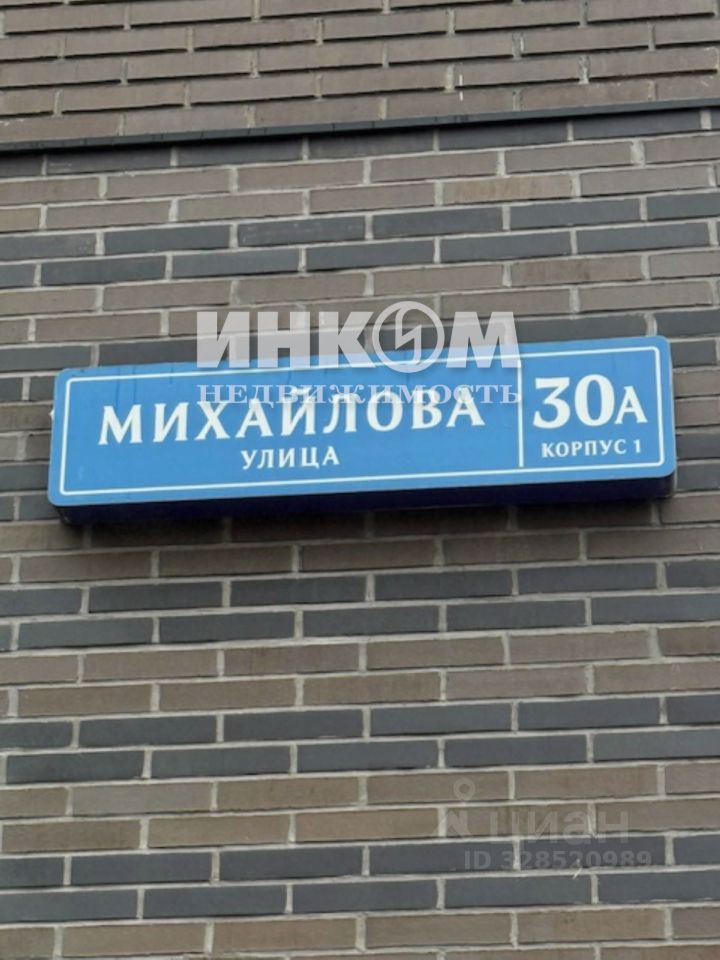 ИНКОМ
НЕДВИЖИМОСТЬ
МИХАЙЛОВА
УЛИЦА
30А
КОРПУС 1
циан
ID 328520989